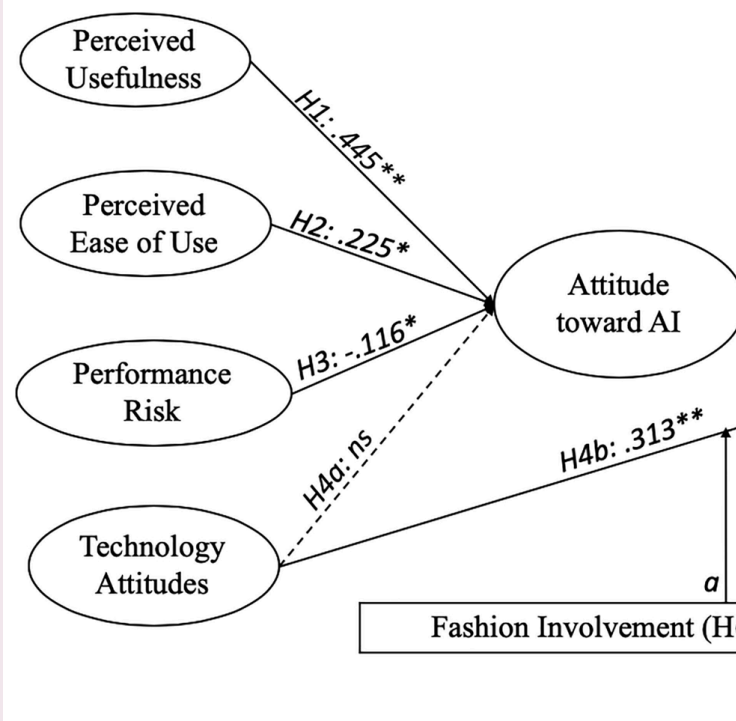 Perceived
Usefulness
H1: .445**
Perceived
Ease of Use
H2: .225*
Attitude
toward AI
Performance
Risk
H3: -.116*
H4a: ns
H4b: .313**
Technology
Attitudes
a
Fashion Involvement (H